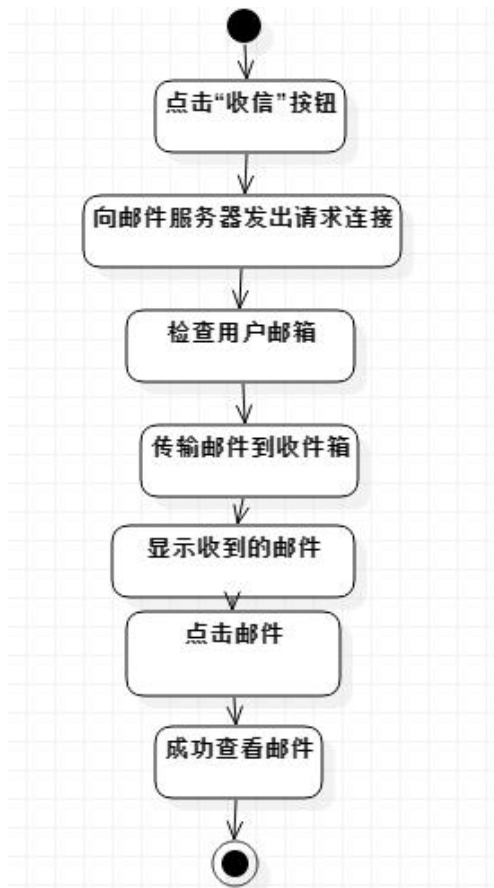 点击“收信”按钮
向邮件服务器发出请求连接
检查用户邮箱
传输邮件到收件箱
显示收到的邮件
点击邮件
成功查看邮件